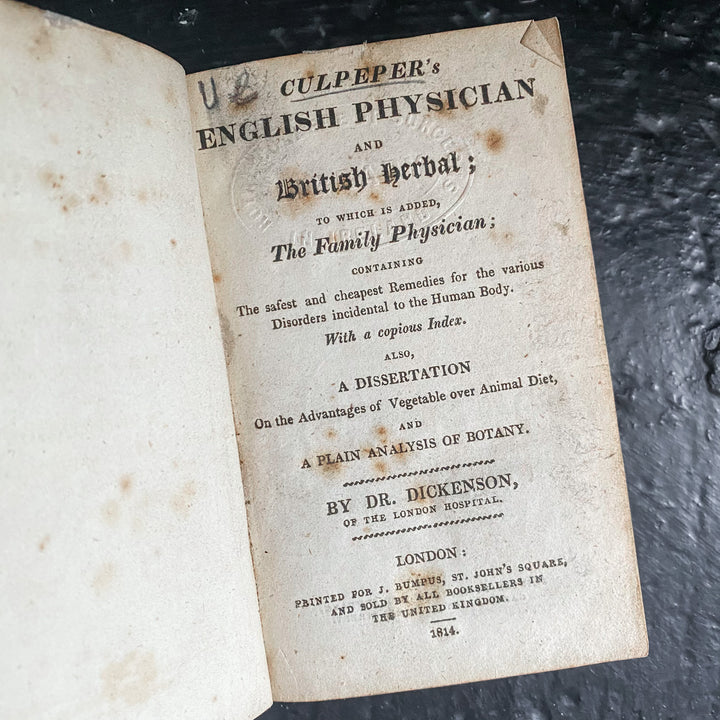 CULPEPER's
ENGLISH PHYSICIAN
AND
British Herbal;
TO WHICH IS ADDED,
The Family Physician;
CONTAINING
The safest and cheapest Remedies for the various
Disorders incidental to the Human Body.
With a copious Index.
ALSO,
A DISSERTATION
On the Advantages of Vegetable over Animal Diet,
AND
A PLAIN ANALYSIS OF BOTANY.
BY DR. DICKENSON,
OF THE LONDON HOSPITAL.
LONDON:
PRINTED FOR J. BUMPUS, ST. JOHN'S SQUARE,
AND SOLD BY ALL BOOKSELLERS IN
THE UNITED KINGDOM.
1814.